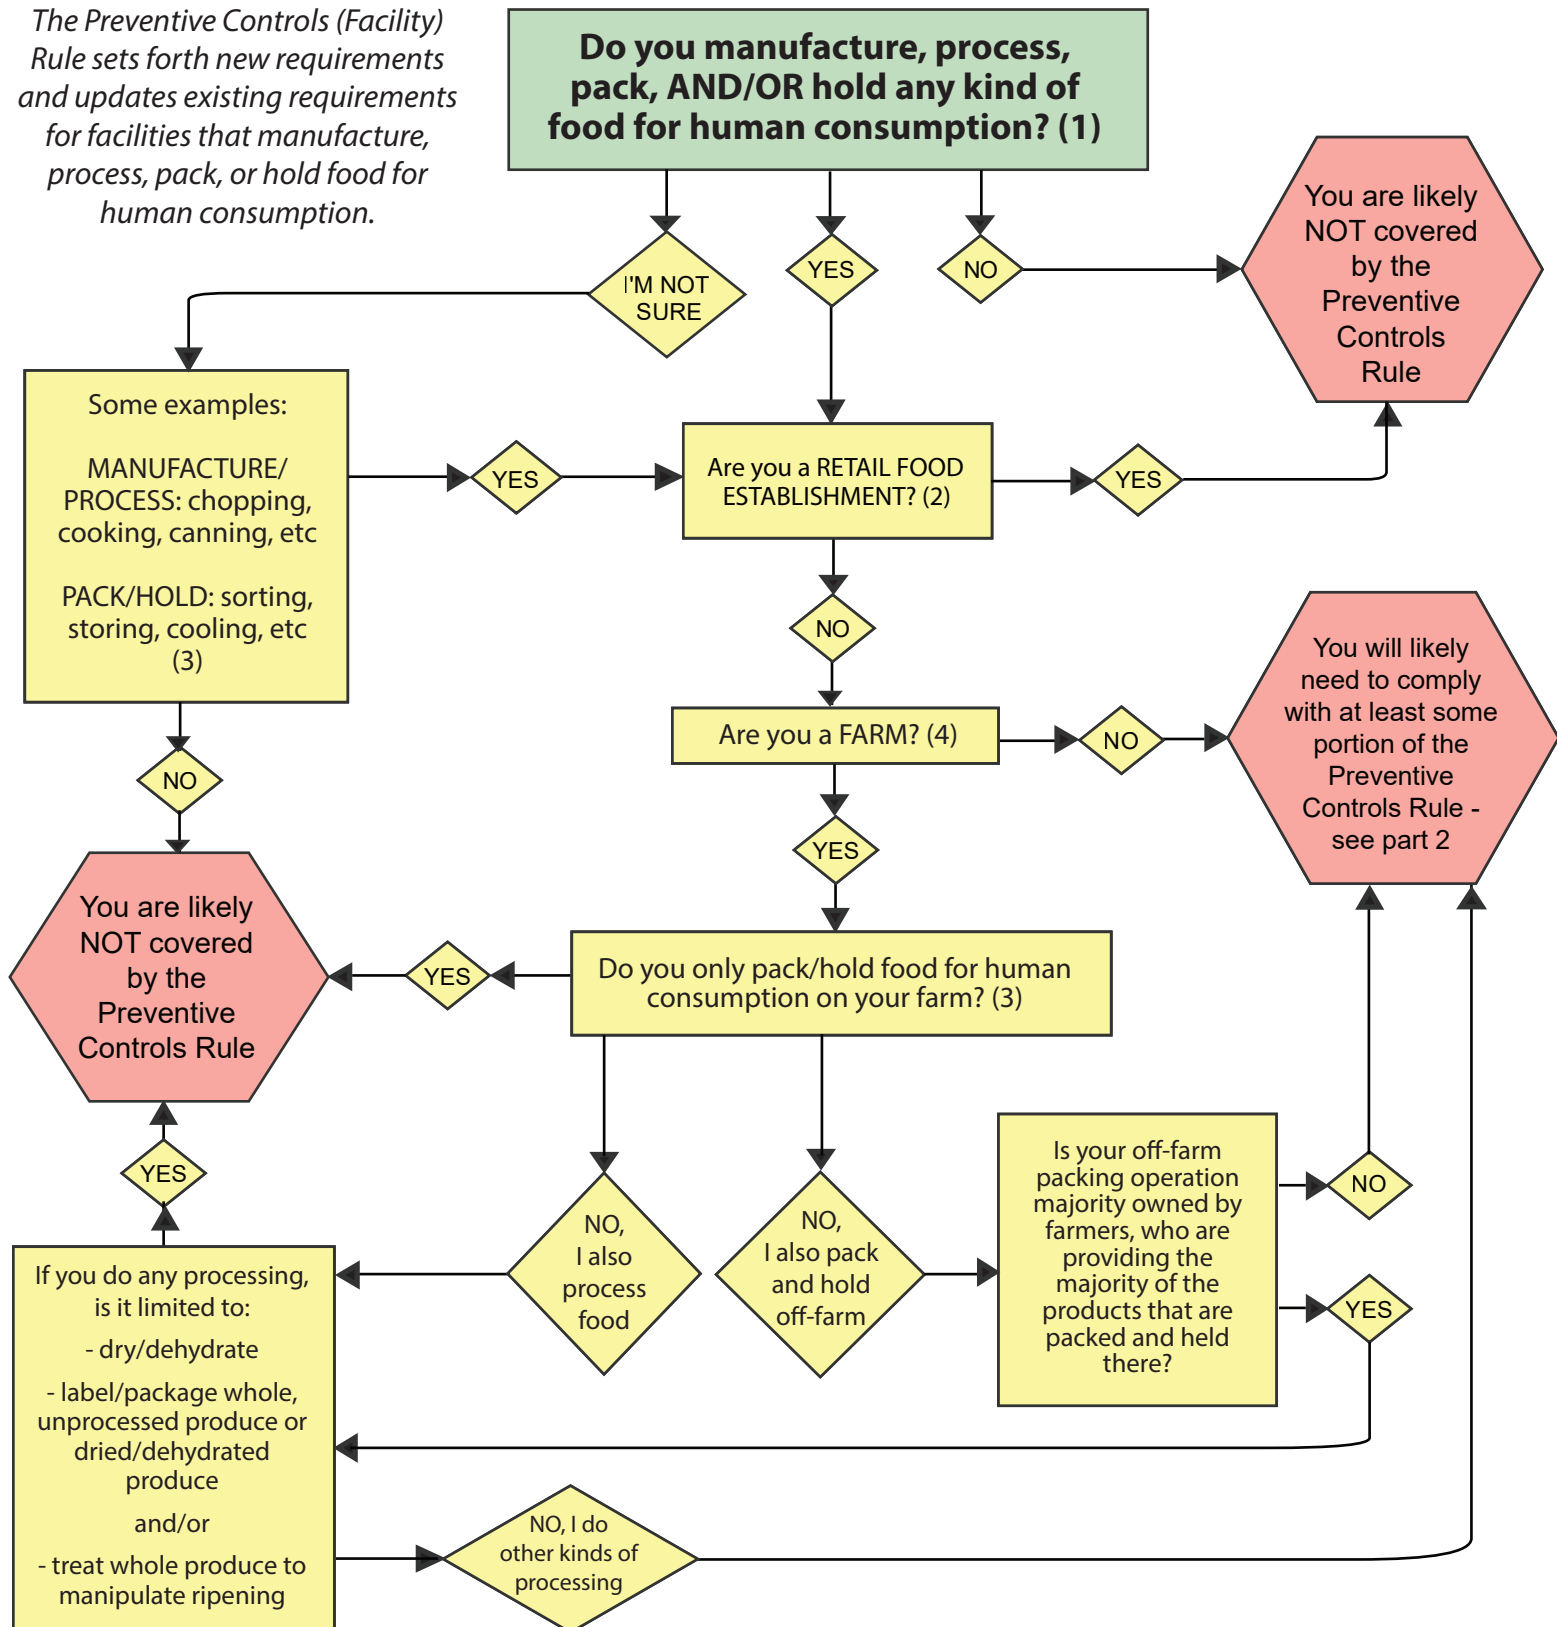 The Preventive Controls (Facility)
Rule sets forth new requirements
and updates existing requirements
for facilities that manufacture,
process, pack, or hold food for
human consumption.
Do you manufacture, process,
pack, AND/OR hold any kind of
food for human consumption? (1)
I'M NOT
SURE
YES
NO
You are likely
NOT covered
by the
Preventive
Controls
Rule
Some examples:
MANUFACTURE/
PROCESS: chopping,
cooking, canning, etc
PACK/HOLD: sorting,
storing, cooling, etc
(3)
YES
Are you a RETAIL FOOD
ESTABLISHMENT? (2)
YES
NO
NO
Are you a FARM? (4)
NO
You will likely
need to comply
with at least some
portion of the
Preventive
Controls Rule -
see part 2
YES
You are likely
NOT covered
by the
Preventive
Controls Rule
YES
Do you only pack/hold food for human
consumption on your farm? (3)
YES
NO,
I also
process
food
NO,
I also pack
and hold
off-farm
Is your off-farm
packing operation
majority owned by
farmers, who are
providing the
majority of the
products that are
packed and held
there?
NO
YES
If you do any processing,
is it limited to:
- dry/dehydrate
- label/package whole,
unprocessed produce or
dried/dehydrated
produce
and/or
- treat whole produce to
manipulate ripening
NO, I do
other kinds of
processing